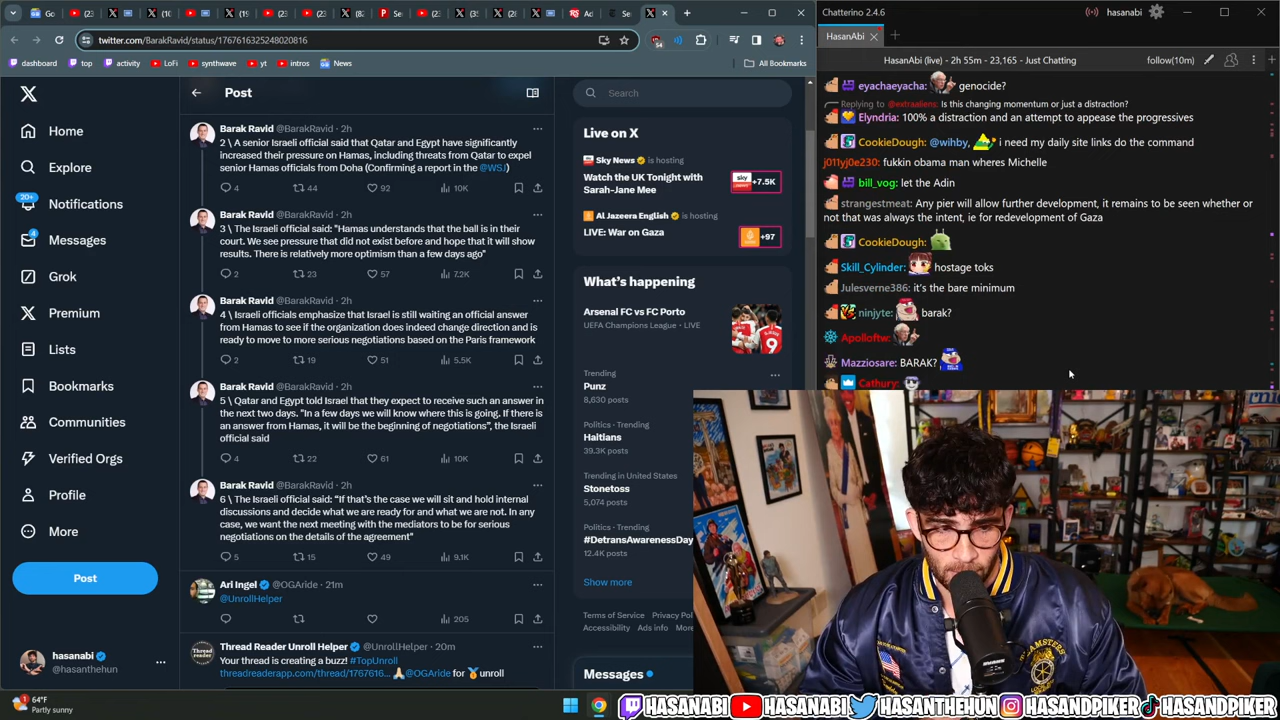 Chatterino 2.4.6
hasanabi
twitter.com/BarakRavid/status/1767616325248020816
54
HasanAbi
dashboard
top
activity
LoFi
synthwave
yt
intros
News
All Bookmarks
HasanAbi (live) - 2h 55m - 23,165 - Just Chatting
follow(10m)
Home
Explore
20+
Notifications
4
Messages
Grok
Premium
Lists
Bookmarks
Communities
Verified Orgs
Profile
More
Post
hasanabi
@hasanthehun
Post
Barak Ravid @BarakRavid · 2h
2 \ A senior Israeli official said that Qatar and Egypt have significantly
increased their pressure on Hamas, including threats from Qatar to expel
senior Hamas officials from Doha (Confirming a report in the @WSJ)
4 44 92 10K
Barak Ravid @BarakRavid · 2h
3 \ The Israeli official said: "Hamas understands that the ball is in their
court. We see pressure that did not exist before and hope that it will show
results. There is relatively more optimism than a few days ago"
2 23 57 7.2K
Barak Ravid @BarakRavid · 2h
4 \ Israeli officials emphasize that Israel is still waiting an official answer
from Hamas to see if the organization does indeed change direction and is
ready to move to more serious negotiations based on the Paris framework
2 19 51 5.5K
Barak Ravid @BarakRavid · 2h
5 \ Qatar and Egypt told Israel that they expect to receive such an answer in
the next two days. "In a few days we will know where this is going. If there is
an answer from Hamas, it will be the beginning of negotiations", the Israeli
official said
4 22 61 10K
Barak Ravid @BarakRavid · 2h
6 \ The Israeli official said: "If that's the case we will sit and hold internal
discussions and decide what we are ready for and what we are not. In any
case, we want the next meeting with the mediators to be for serious
negotiations on the details of the agreement"
5 15 49 9.1K
Ari Ingel @OGAride · 21m
@UnrollHelper
205
Thread Reader Unroll Helper @UnrollHelper · 20m
Your thread is creating a buzz! #TopUnroll
threadreaderapp.com/thread/1767616... 🙏@OGAride for 🥇unroll
Search
Live on X
Sky News is hosting
Watch the UK Tonight with
Sarah-Jane Mee
+7.5K
Al Jazeera English is hosting
LIVE: War on Gaza
+97
What's happening
Arsenal FC vs FC Porto
UEFA Champions League · LIVE
Trending
Punz
8,630 posts
Politics · Trending
Haitians
39.3K posts
Trending in United States
Stonetoss
5,074 posts
Politics · Trending
#DetransAwarenessDay
12.4K posts
Show more
Terms of Service Privacy Pol
Accessibility Ads info More
Messages
eyachaeyacha: genocide?
Replying to @extraaliens: Is this changing momentum or just a distraction?
Elyndria: 100% a distraction and an attempt to appease the progressives
CookieDough: @wihby, i need my daily site links do the command
j011yj0e230: fukkin obama man wheres Michelle
bill_vog: let the Adin
strangestmeat: Any pier will allow further development, it remains to be seen whether or
not that was always the intent, ie for redevelopment of Gaza
CookieDough:
Skill_Cylinder: hostage toks
Julesverne386: it's the bare minimum
ninjyte: barak?
Apolloftw:
Mazziosare: BARAK?
Cathury:
64°F
Partly sunny
HASANABI HASANABI HASANTHEHUN HASANDPIKER HASANDPIKER